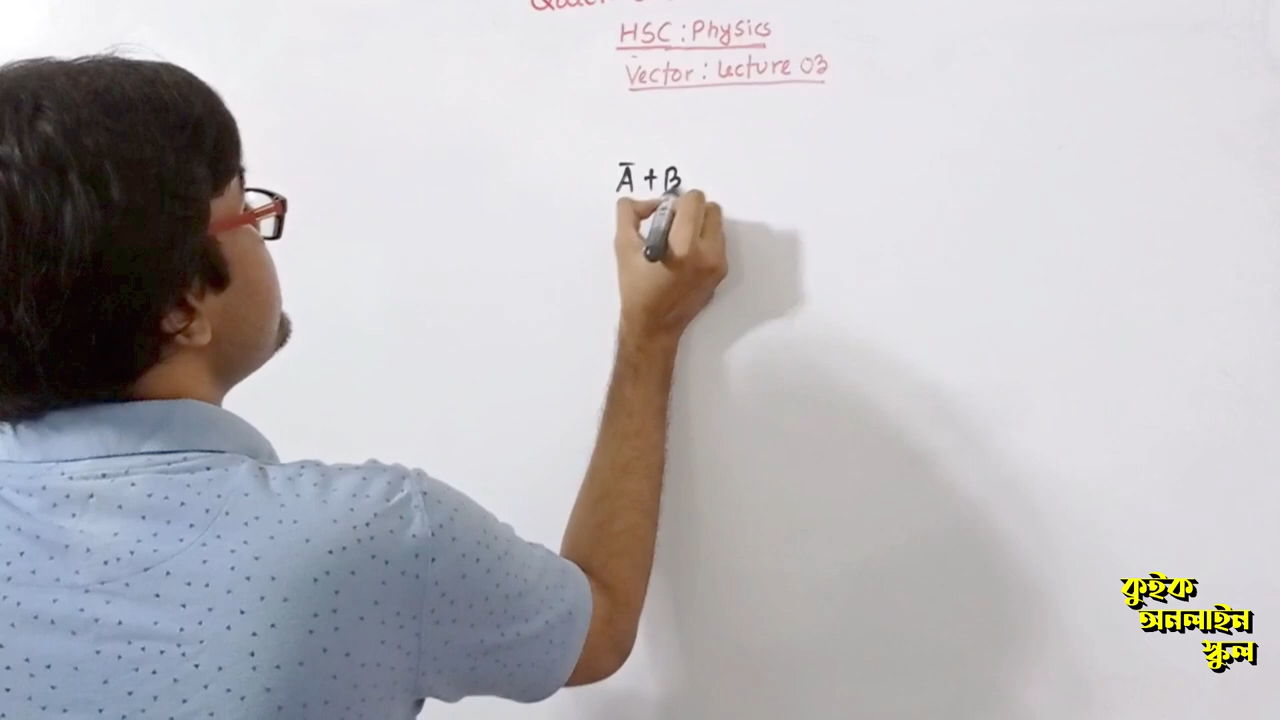 HSC : Physics
Vector : Lecture 03
A̅ + B
কুইক
অনলাইন
স্কুল